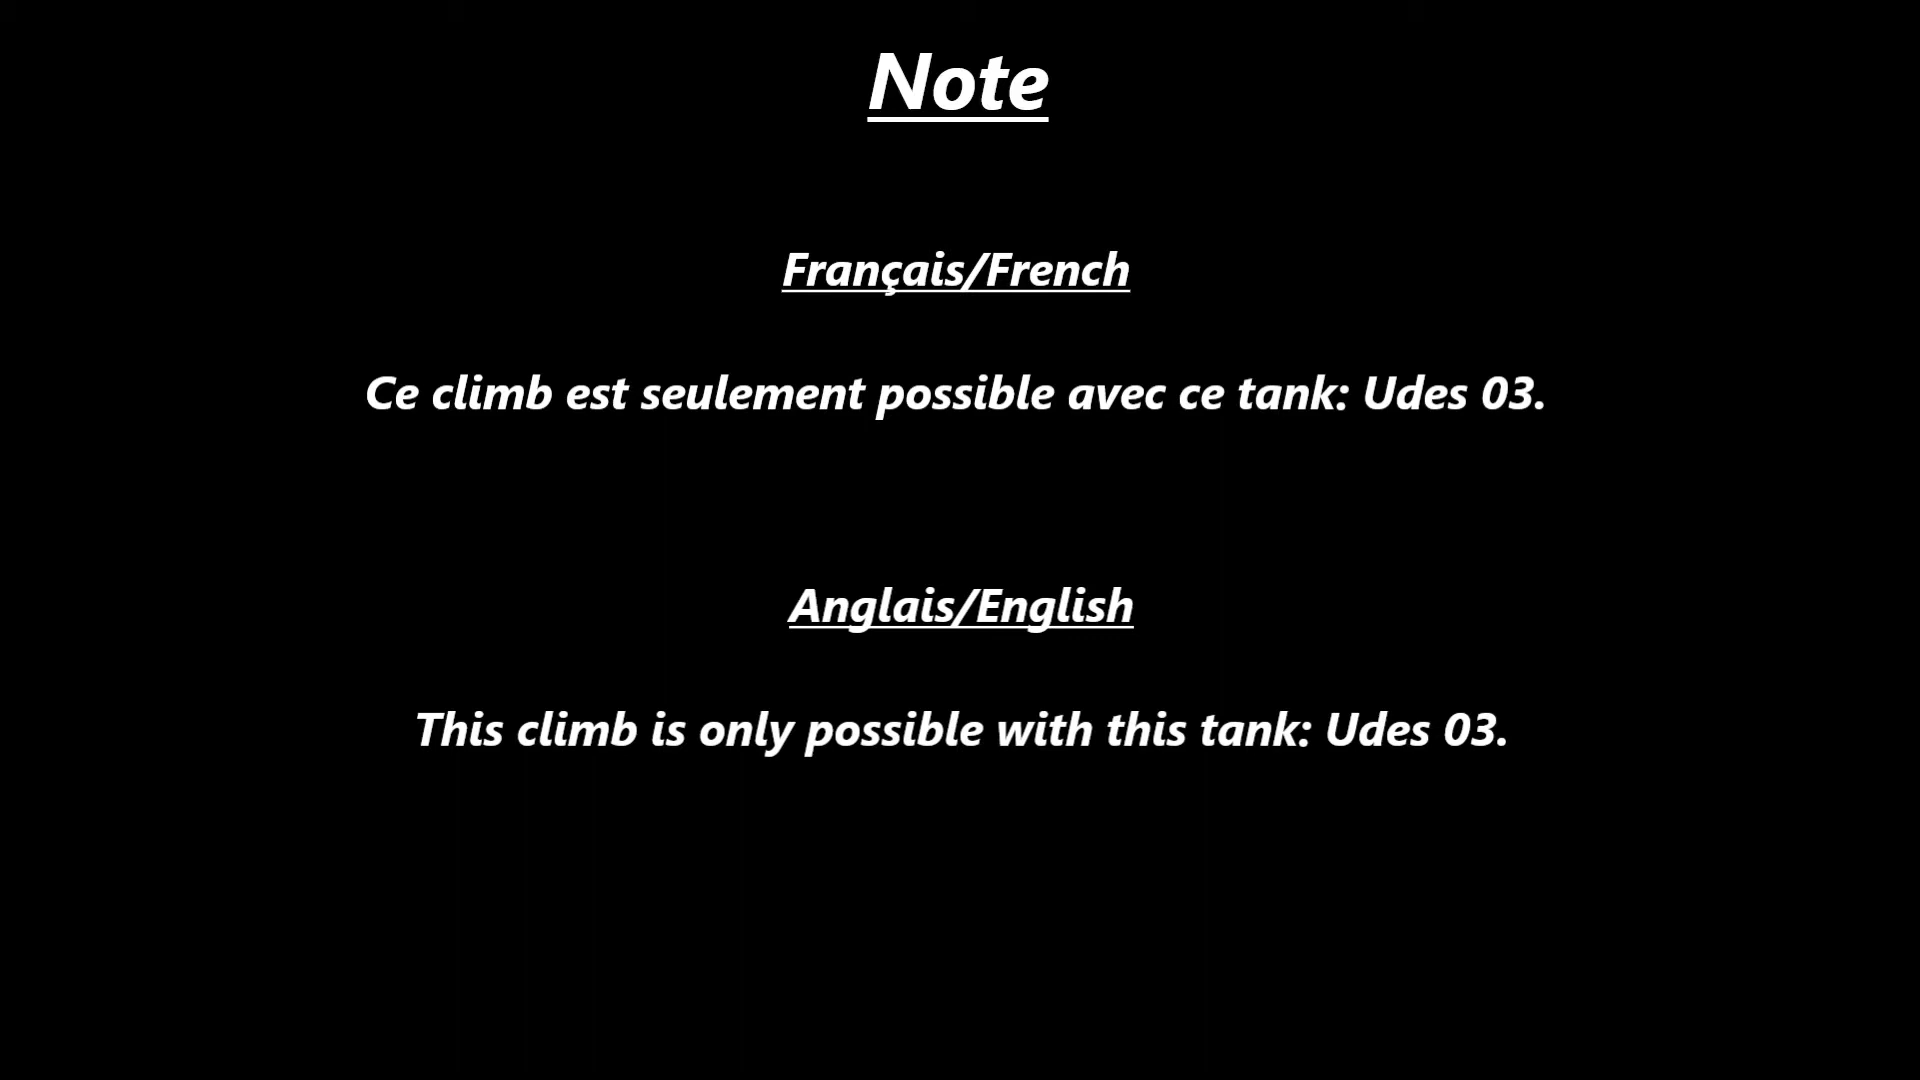 Note
Français/French
Ce climb est seulement possible avec ce tank: Udes 03.
Anglais/English
This climb is only possible with this tank: Udes 03.